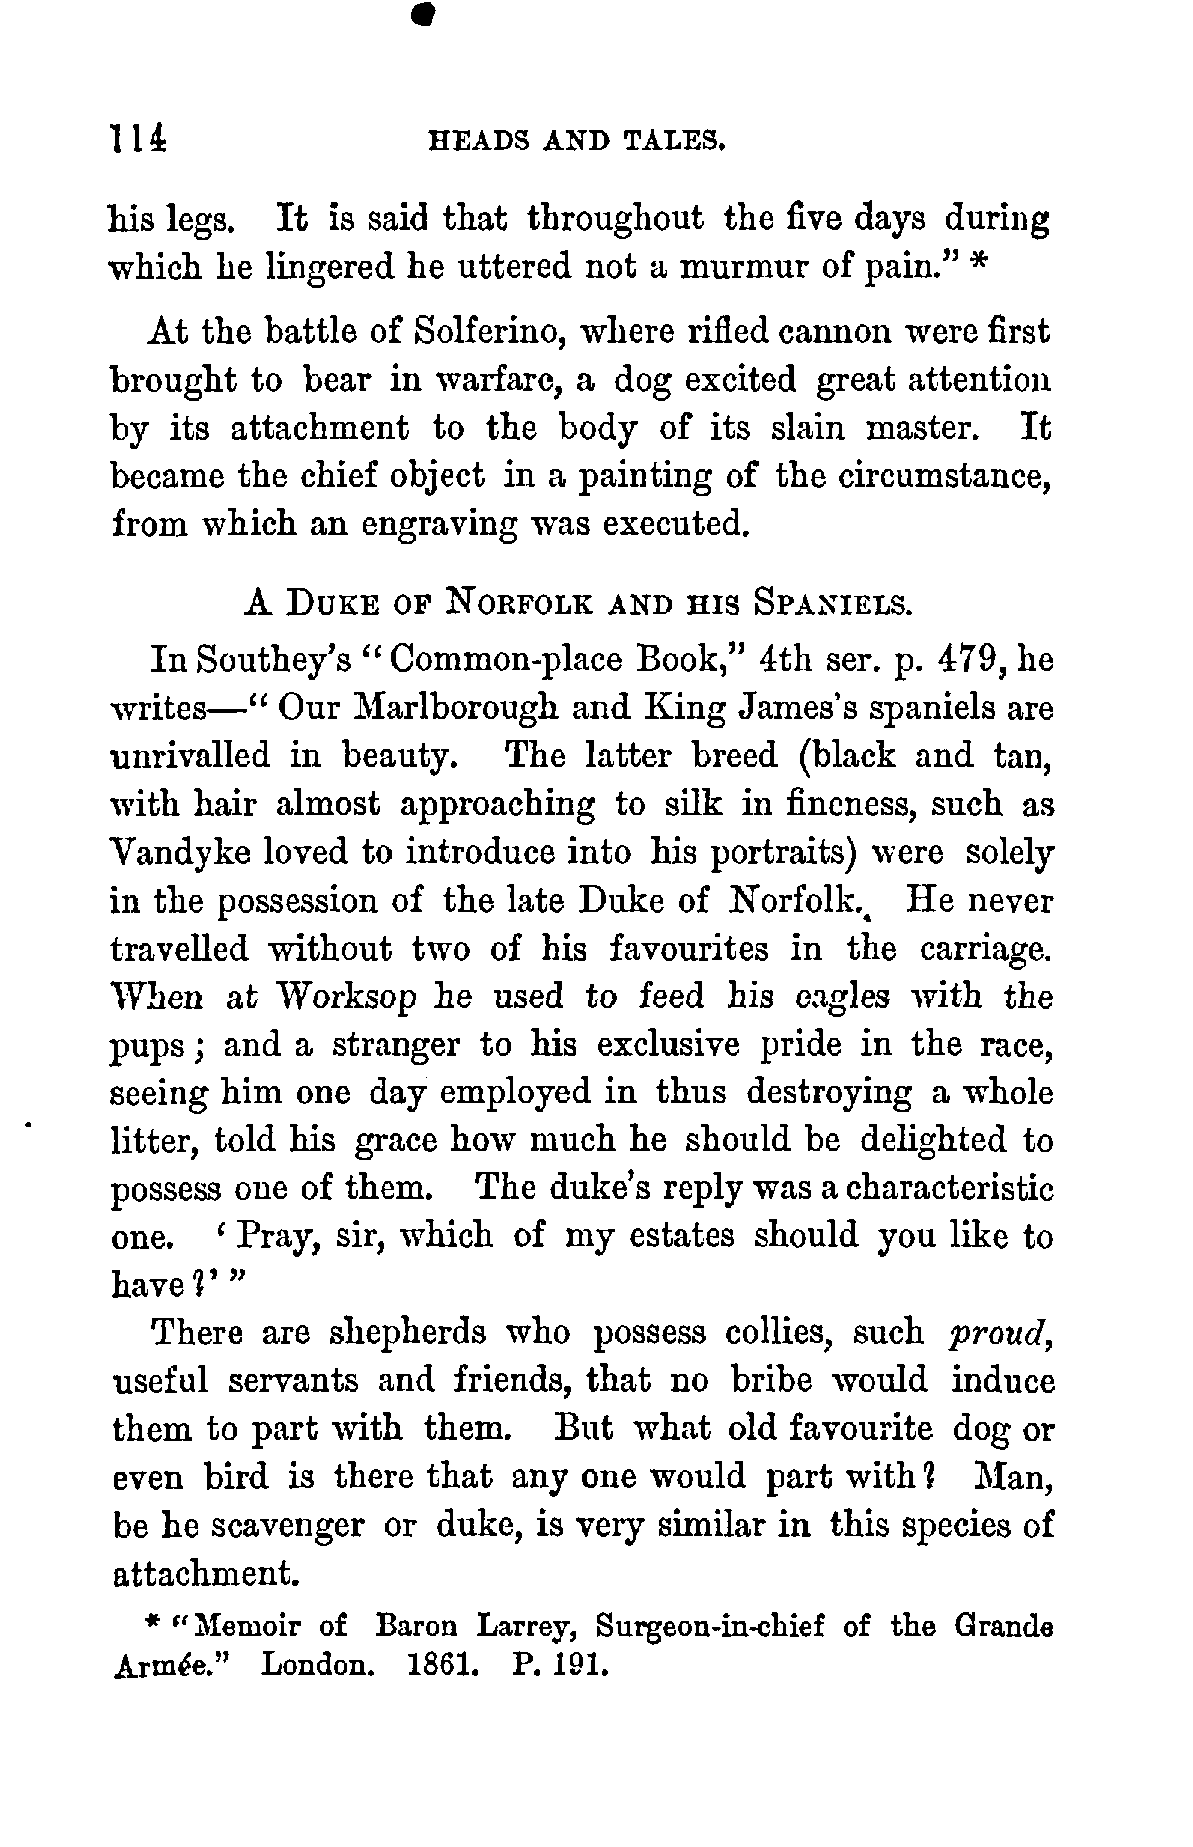 114 HEADS AND TALES.
his legs. It is said that throughout the five days during
which he lingered he uttered not a murmur of pain." *
At the battle of Solferino, where rifled cannon were first
brought to bear in warfare, a dog excited great attention
by its attachment to the body of its slain master. It
became the chief object in a painting of the circumstance,
from which an engraving was executed.
A DUKE OF NORFOLK AND HIS SPANIELS.
In Southey's "Common-place Book," 4th ser. p. 479, he
writes—"Our Marlborough and King James's spaniels are
unrivalled in beauty. The latter breed (black and tan,
with hair almost approaching to silk in fineness, such as
Vandyke loved to introduce into his portraits) were solely
in the possession of the late Duke of Norfolk. He never
travelled without two of his favourites in the carriage.
When at Worksop he used to feed his eagles with the
pups; and a stranger to his exclusive pride in the race,
seeing him one day employed in thus destroying a whole
litter, told his grace how much he should be delighted to
possess one of them. The duke's reply was a characteristic
one. 'Pray, sir, which of my estates should you like to
have?'"
There are shepherds who possess collies, such proud,
useful servants and friends, that no bribe would induce
them to part with them. But what old favourite dog or
even bird is there that any one would part with? Man,
be he scavenger or duke, is very similar in this species of
attachment.
* "Memoir of Baron Larrey, Surgeon-in-chief of the Grande
Armée." London. 1861. P. 191.